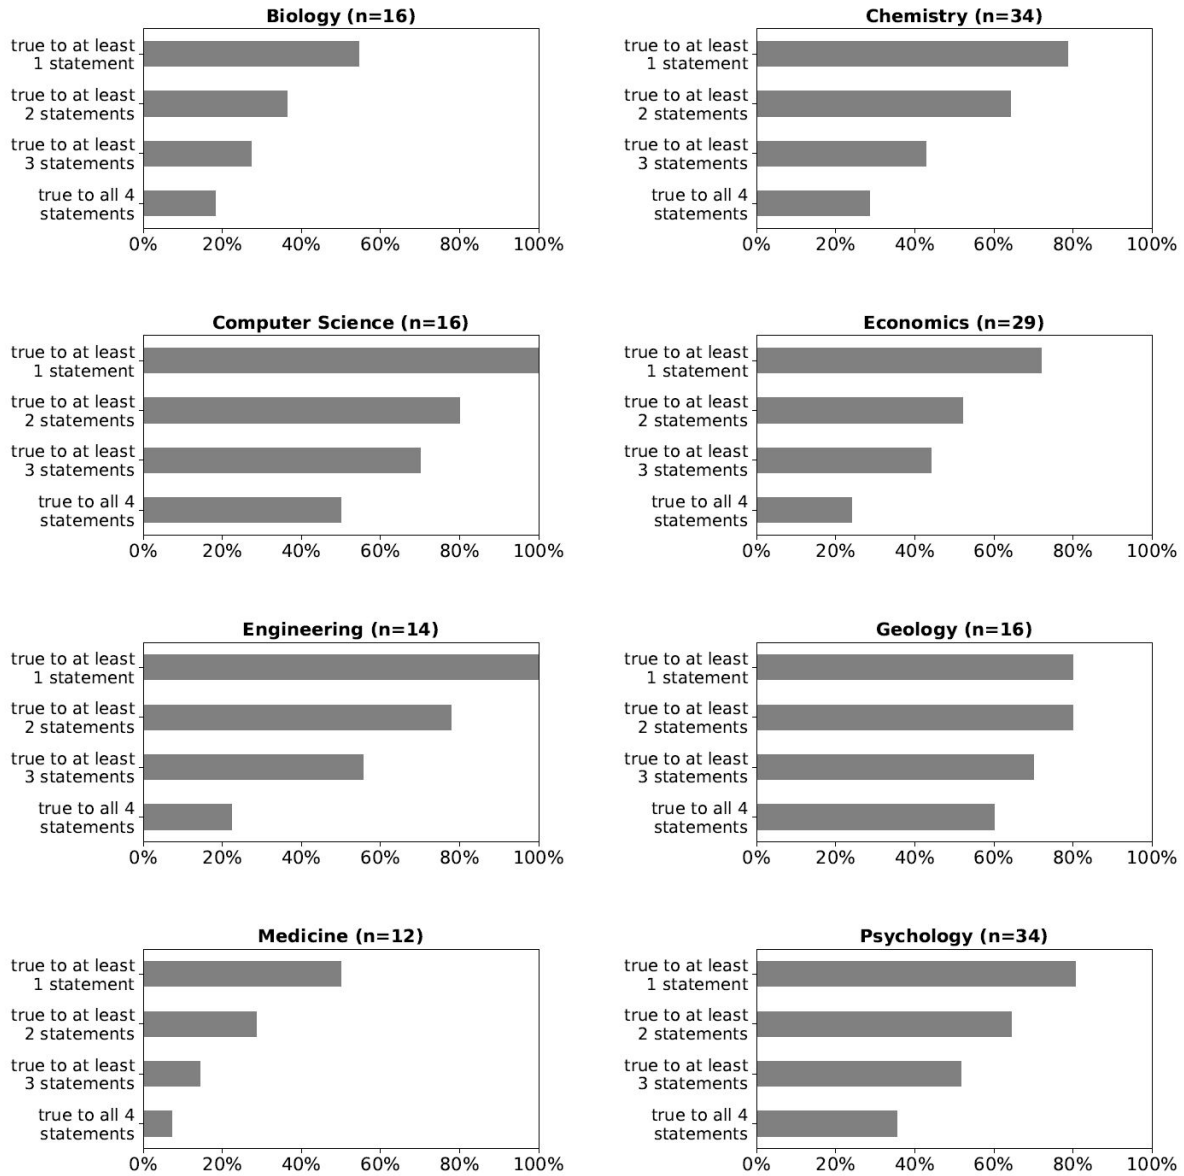 Biology (n=16)
true to at least
1 statement
true to at least
2 statements
true to at least
3 statements
true to all 4
statements
0% 20% 40% 60% 80% 100%
Chemistry (n=34)
true to at least
1 statement
true to at least
2 statements
true to at least
3 statements
true to all 4
statements
0% 20% 40% 60% 80% 100%
Computer Science (n=16)
true to at least
1 statement
true to at least
2 statements
true to at least
3 statements
true to all 4
statements
0% 20% 40% 60% 80% 100%
Economics (n=29)
true to at least
1 statement
true to at least
2 statements
true to at least
3 statements
true to all 4
statements
0% 20% 40% 60% 80% 100%
Engineering (n=14)
true to at least
1 statement
true to at least
2 statements
true to at least
3 statements
true to all 4
statements
0% 20% 40% 60% 80% 100%
Geology (n=16)
true to at least
1 statement
true to at least
2 statements
true to at least
3 statements
true to all 4
statements
0% 20% 40% 60% 80% 100%
Medicine (n=12)
true to at least
1 statement
true to at least
2 statements
true to at least
3 statements
true to all 4
statements
0% 20% 40% 60% 80% 100%
Psychology (n=34)
true to at least
1 statement
true to at least
2 statements
true to at least
3 statements
true to all 4
statements
0% 20% 40% 60% 80% 100%